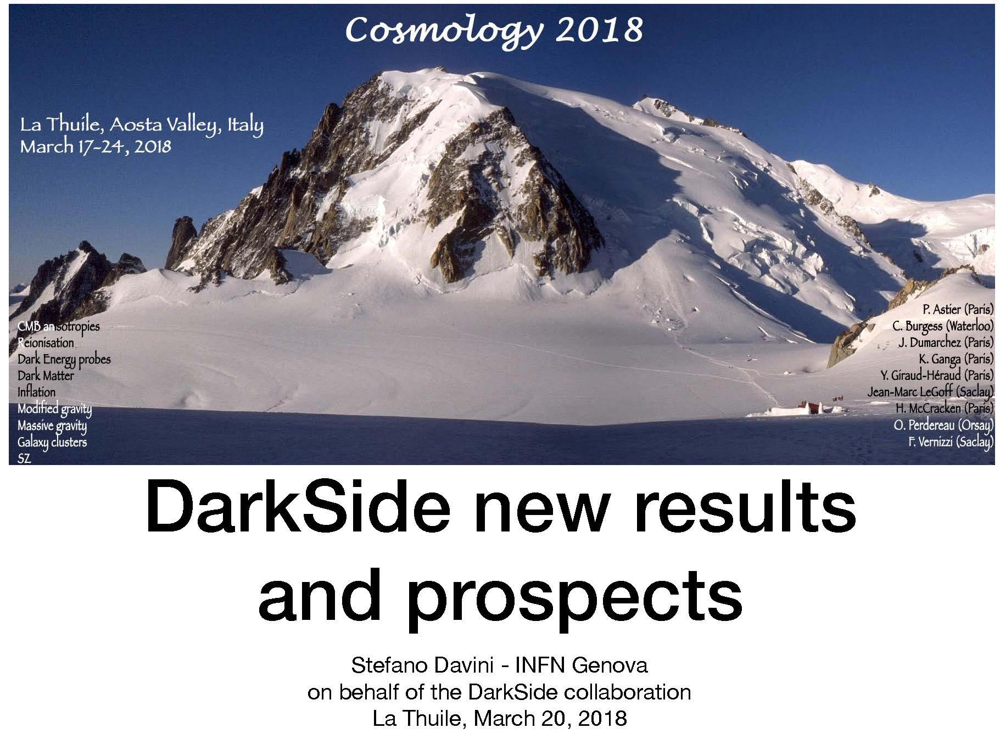 Cosmology 2018
La Thuile, Aosta Valley, Italy
March 17-24, 2018
CMB anisotropies
Reionisation
Dark Energy probes
Dark Matter
Inflation
Modified gravity
Massive gravity
Galaxy clusters
SZ
P. Astier (Paris)
C. Burgess (Waterloo)
J. Dumarchez (Paris)
K. Ganga (Paris)
Y. Giraud-Héraud (Paris)
Jean-Marc LeGoff (Saclay)
H. McCracken (Paris)
O. Perdereau (Orsay)
F. Vernizzi (Saclay)
DarkSide new results
and prospects
Stefano Davini - INFN Genova
on behalf of the DarkSide collaboration
La Thuile, March 20, 2018